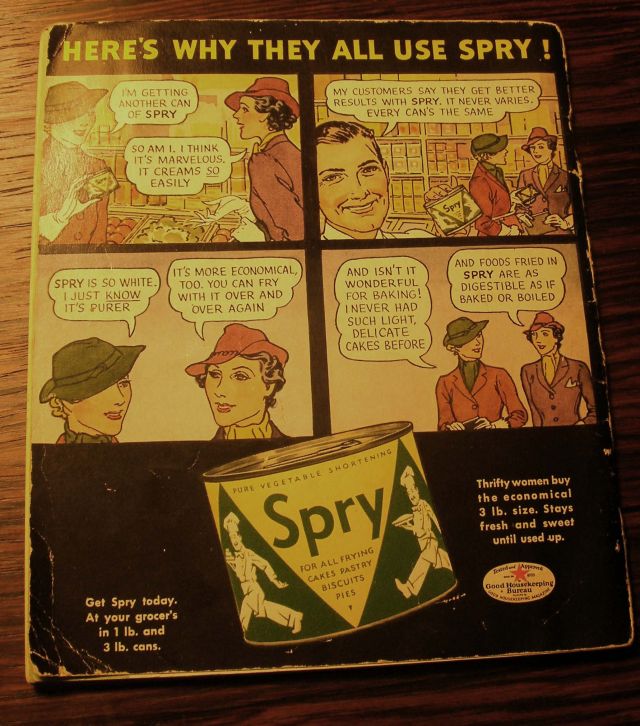 HERE'S WHY THEY ALL USE SPRY!
I'M GETTING
ANOTHER CAN
OF SPRY
SO AM I. I THINK
IT'S MARVELOUS.
IT CREAMS SO
EASILY
MY CUSTOMERS SAY THEY GET BETTER
RESULTS WITH SPRY. IT NEVER VARIES.
EVERY CAN'S THE SAME
Spry
SPRY IS SO WHITE.
I JUST KNOW
IT'S PURER
IT'S MORE ECONOMICAL,
TOO. YOU CAN FRY
WITH IT OVER AND
OVER AGAIN
AND ISN'T IT
WONDERFUL
FOR BAKING!
I NEVER HAD
SUCH LIGHT,
DELICATE
CAKES BEFORE
AND FOODS FRIED IN
SPRY ARE AS
DIGESTIBLE AS IF
BAKED OR BOILED
PURE VEGETABLE SHORTENING
Spry
FOR ALL FRYING
CAKES PASTRY
BISCUITS
PIES
Thrifty women buy
the economical
3 lb. size. Stays
fresh and sweet
until used up.
Tested and Approved
Good Housekeeping
Bureau
GOOD HOUSEKEEPING MAGAZINE
Get Spry today.
At your grocer's
in 1 lb. and
3 lb. cans.